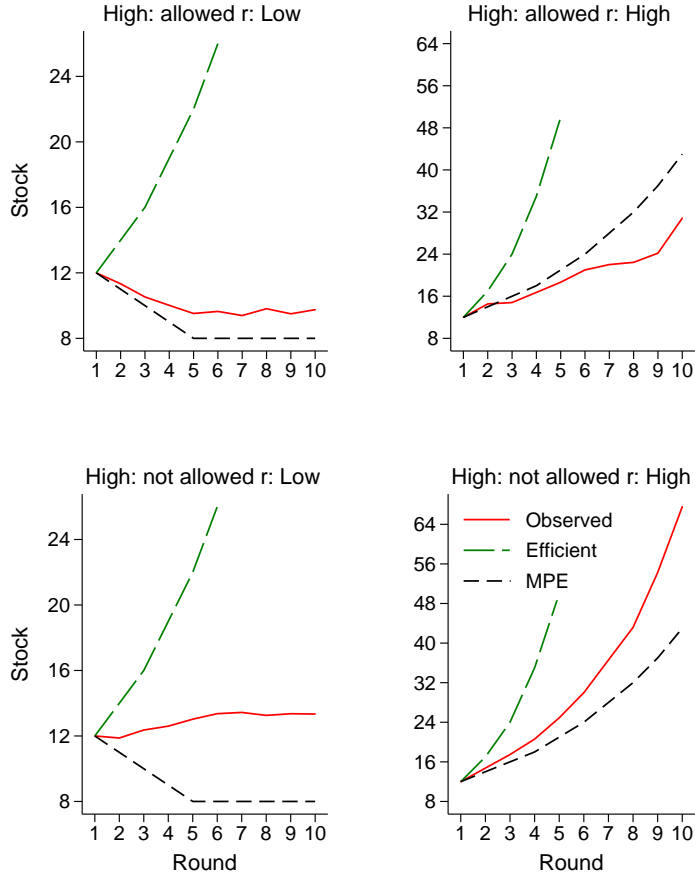 High: allowed r: Low
24
20
16
12
8
Stock
1 2 3 4 5 6 7 8 9 10
High: allowed r: High
64
56
48
40
32
24
16
8
1 2 3 4 5 6 7 8 9 10
High: not allowed r: Low
24
20
16
12
8
Stock
1 2 3 4 5 6 7 8 9 10
Round
High: not allowed r: High
64
56
48
40
32
24
16
8
Observed
Efficient
MPE
1 2 3 4 5 6 7 8 9 10
Round